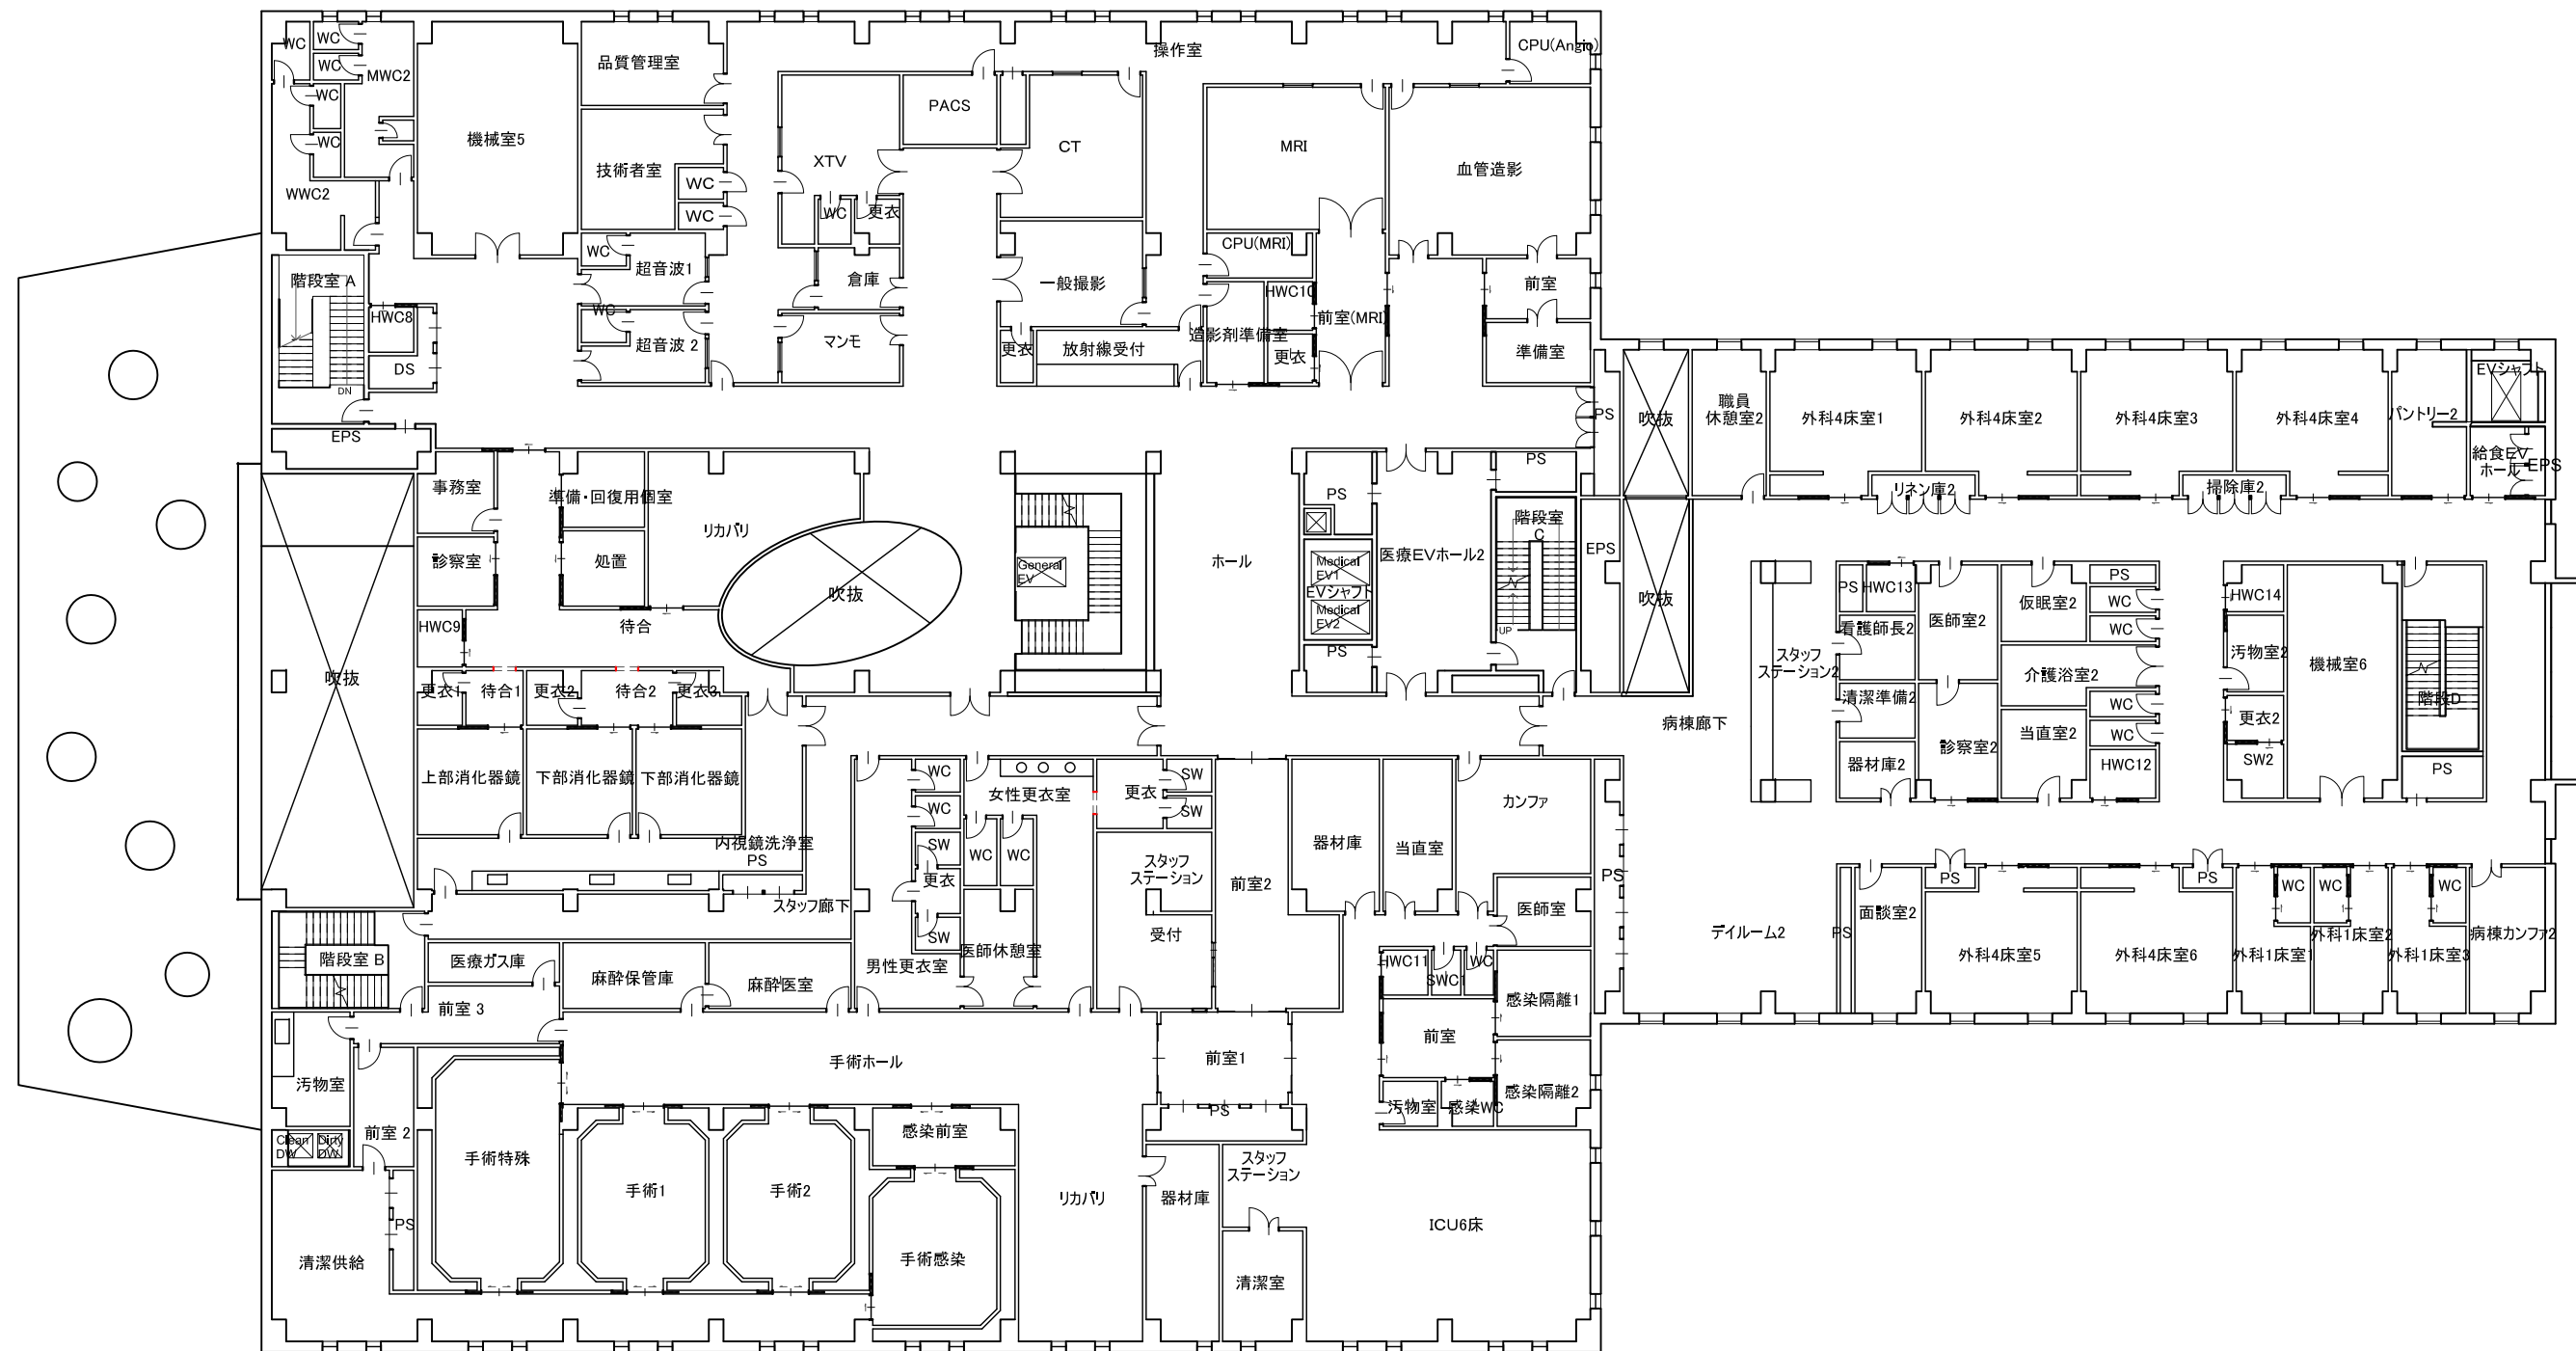 WC
WC
WC
MWC2
WC
WC
WWC2
機械室5
品質管理室
技術者室
WC
WC
操作室
CPU(Angio)
PACS
XTV
WC
更衣
CT
MRI
血管造影
階段室 A
DN
HWC8
DS
EPS
WC
超音波1
WC
超音波 2
倉庫
マンモ
一般撮影
更衣
放射線受付
CPU(MRI)
HWC10
造影剤準備室
更衣
前室(MRI)
前室
準備室
PS
吹抜
職員
休憩室2
外科4床室1
外科4床室2
外科4床室3
外科4床室4
パントリー2
EVシャフト
給食EV
ホール
EPS
リネン庫2
掃除庫2
事務室
準備・回復用個室
リカバリ
診察室
処置
吹抜
HWC9
待合
General
EV
ホール
PS
Medical
EV1
EVシャフト
Medical
EV2
PS
医療EVホール2
PS
階段室
C
UP
EPS
吹抜
吹抜
更衣1
待合1
更衣2
待合2
更衣3
上部消化器鏡
下部消化器鏡
下部消化器鏡
内視鏡洗浄室
PS
スタッフ廊下
病棟廊下
スタッフ
ステーション2
PS
HWC13
看護師長2
清潔準備2
器材庫2
医師室2
診察室2
仮眠室2
介護浴室2
当直室2
PS
WC
WC
WC
WC
HWC12
HWC14
汚物室2
更衣2
SW2
機械室6
階段D
PS
WC
WC
SW
更衣
SW
男性更衣室
女性更衣室
WC
WC
医師休憩室
更衣
SW
SW
スタッフ
ステーション
受付
前室2
器材庫
当直室
カンファ
医師室
PS
デイルーム2
PS
面談室2
PS
外科4床室5
外科4床室6
PS
WC
外科1床室1
WC
外科1床室2
WC
外科1床室3
病棟カンファ2
階段室 B
医療ガス庫
麻酔保管庫
麻酔医室
前室 3
HWC11
SWC1
WC
感染隔離1
前室
感染隔離2
汚物室
感染WC
汚物室
前室 2
Clean
DW
Dirty
DW
手術ホール
前室1
PS
手術特殊
手術1
手術2
感染前室
手術感染
清潔供給
PS
リカバリ
器材庫
スタッフ
ステーション
清潔室
ICU6床